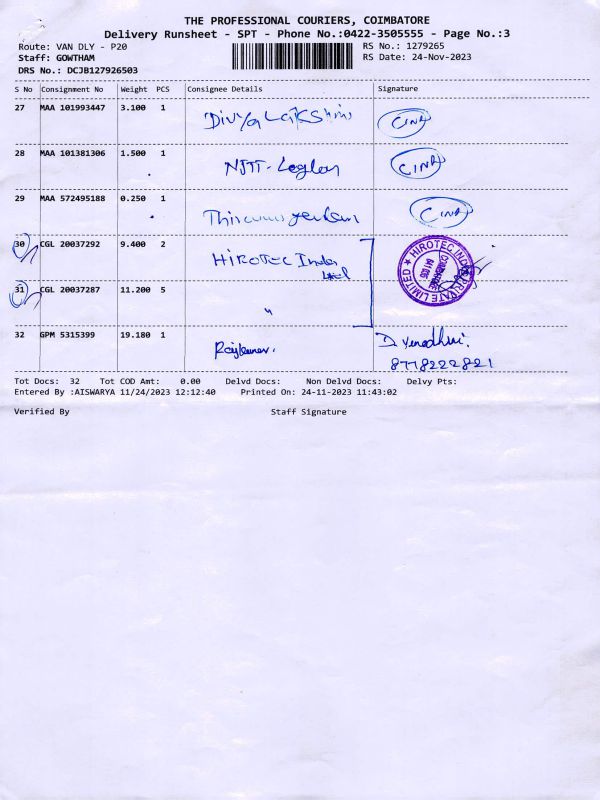 THE PROFESSIONAL COURIERS, COIMBATORE
Delivery Runsheet - SPT - Phone No.:0422-3505555 - Page No.:3
Route: VAN DLY - P20 RS No.: 1279265
Staff: GOWTHAM RS Date: 24-Nov-2023
DRS No.: DCJB127926503
S No Consignment No Weight PCS Consignee Details Signature
27 MAA 101993447 3.100 1 Divya Lakshmi
28 MAA 101381306 1.500 1
29 MAA 572495188 0.250 1
30 CGL 20037292 9.400 2 HiROTEC India
HIROTEC INDIA PRIVATE LIMITED
31 CGL 20037287 11.200 5 "
32 GPM 5315399 19.180 1 Rajkumar. D. Yenodhini.
8778222821
Tot Docs: 32 Tot COD Amt: 0.00 Delvd Docs: Non Delvd Docs: Delvy Pts:
Entered By :AISWARYA 11/24/2023 12:12:40 Printed On: 24-11-2023 11:43:02
Verified By Staff Signature